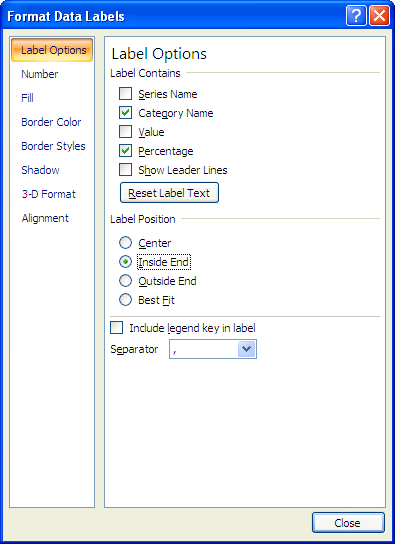 Format Data Labels
Label Options
Number
Fill
Border Color
Border Styles
Shadow
3-D Format
Alignment
Label Options
Label Contains
Series Name
Category Name
Value
Percentage
Show Leader Lines
Reset Label Text
Label Position
Center
Inside End
Outside End
Best Fit
Include legend key in label
Separator ,
Close